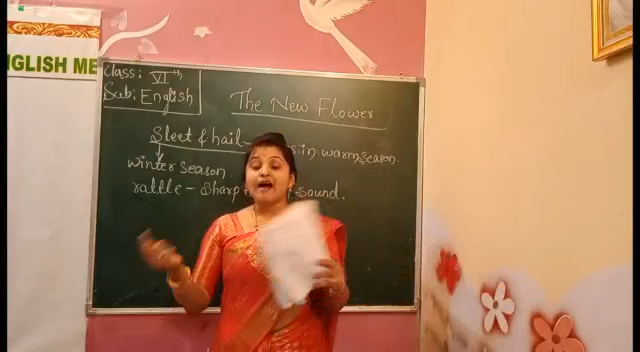 NGLISH ME
Class: VIth
Sub: English
The New Flower
Sleet & hail - s in warm season.
winter season
rattle - Sharp sound.